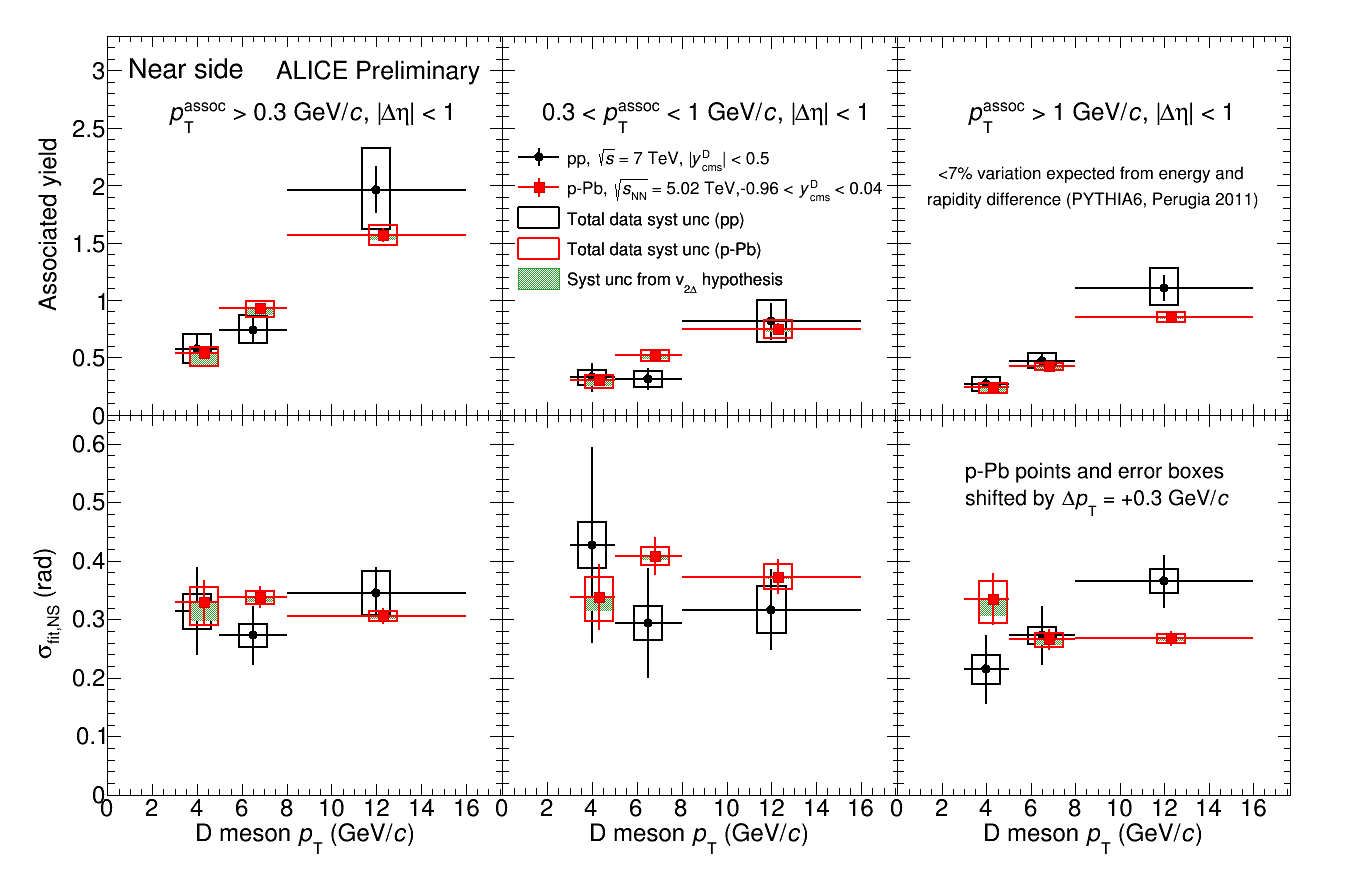 Near side ALICE Preliminary
p_T^assoc > 0.3 GeV/c, |Δη| < 1
0.3 < p_T^assoc < 1 GeV/c, |Δη| < 1
p_T^assoc > 1 GeV/c, |Δη| < 1
pp, √s = 7 TeV, |y_cms^D| < 0.5
p-Pb, √s_NN = 5.02 TeV,-0.96 < y_cms^D < 0.04
Total data syst unc (pp)
Total data syst unc (p-Pb)
Syst unc from v_2Δ hypothesis
<7% variation expected from energy and
rapidity difference (PYTHIA6, Perugia 2011)
Associated yield
3
2.5
2
1.5
1
0.5
0
p-Pb points and error boxes
shifted by Δp_T = +0.3 GeV/c
σ_fit,NS (rad)
0.6
0.5
0.4
0.3
0.2
0.1
0
0 2 4 6 8 10 12 14 16
0 2 4 6 8 10 12 14 16
0 2 4 6 8 10 12 14 16
D meson p_T (GeV/c)
D meson p_T (GeV/c)
D meson p_T (GeV/c)